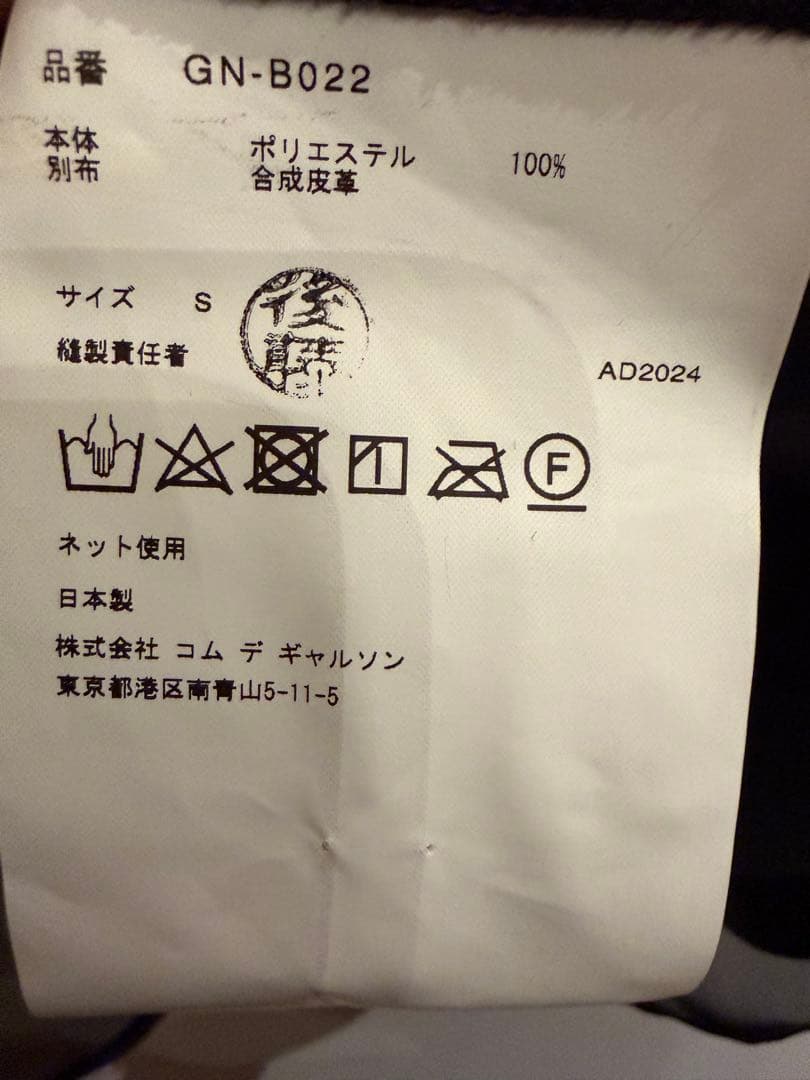 品番 GN-B022
本体 ポリエステル 100%
別布 合成皮革
サイズ S
後藤
縫製責任者
AD2024
F
ネット使用
日本製
株式会社 コム デ ギャルソン
東京都港区南青山5-11-5